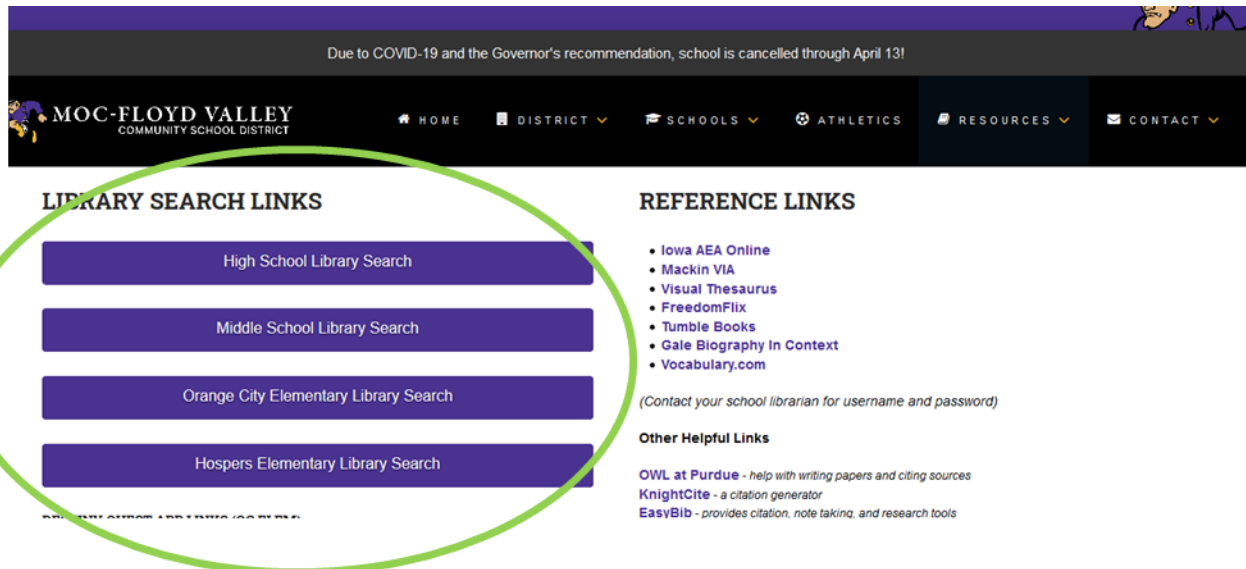 Due to COVID-19 and the Governor's recommendation, school is cancelled through April 13!
MOC-FLOYD VALLEY
COMMUNITY SCHOOL DISTRICT
HOME DISTRICT SCHOOLS ATHLETICS RESOURCES CONTACT
LIBRARY SEARCH LINKS
High School Library Search
Middle School Library Search
Orange City Elementary Library Search
Hospers Elementary Library Search
REFERENCE LINKS
• Iowa AEA Online
• Mackin VIA
• Visual Thesaurus
• FreedomFlix
• Tumble Books
• Gale Biography In Context
• Vocabulary.com
(Contact your school librarian for username and password)
Other Helpful Links
OWL at Purdue - help with writing papers and citing sources
KnightCite - a citation generator
EasyBib - provides citation, note taking, and research tools